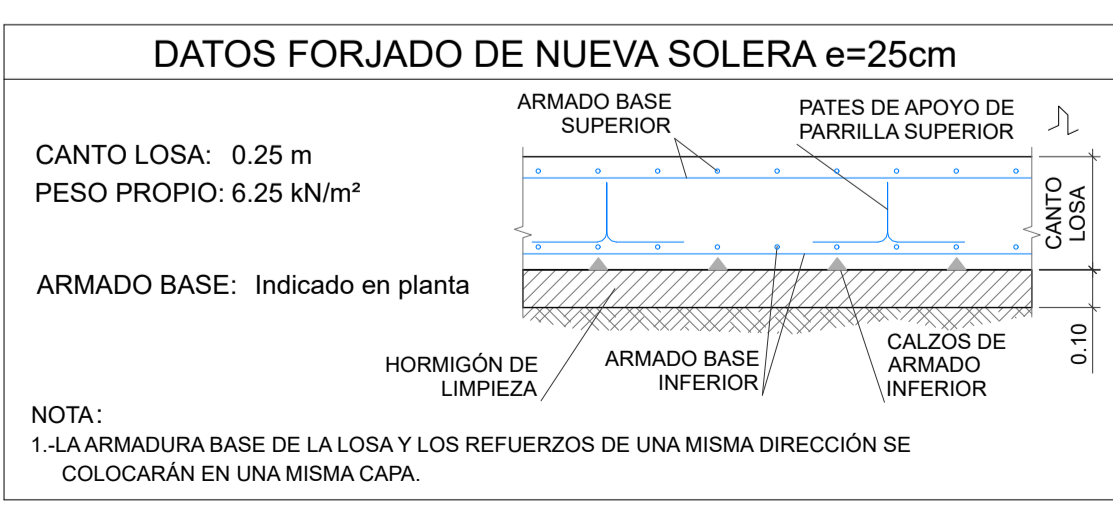 DATOS FORJADO DE NUEVA SOLERA e=25cm
CANTO LOSA: 0.25 m
PESO PROPIO: 6.25 kN/m²
ARMADO BASE: Indicado en planta
ARMADO BASE
SUPERIOR
PATES DE APOYO DE
PARRILLA SUPERIOR
CANTO
LOSA
0.10
HORMIGÓN DE
LIMPIEZA
ARMADO BASE
INFERIOR
CALZOS DE
ARMADO
INFERIOR
NOTA:
1.-LA ARMADURA BASE DE LA LOSA Y LOS REFUERZOS DE UNA MISMA DIRECCIÓN SE
COLOCARÁN EN UNA MISMA CAPA.